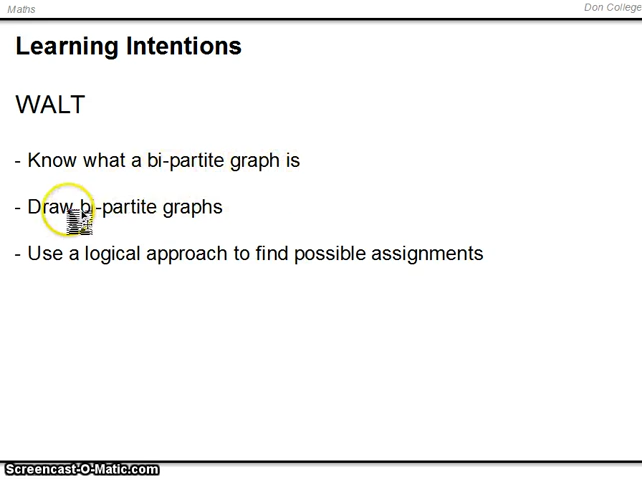 Maths
Don College
Learning Intentions
WALT
- Know what a bi-partite graph is
- Draw bi-partite graphs
- Use a logical approach to find possible assignments
Screencast-O-Matic.com